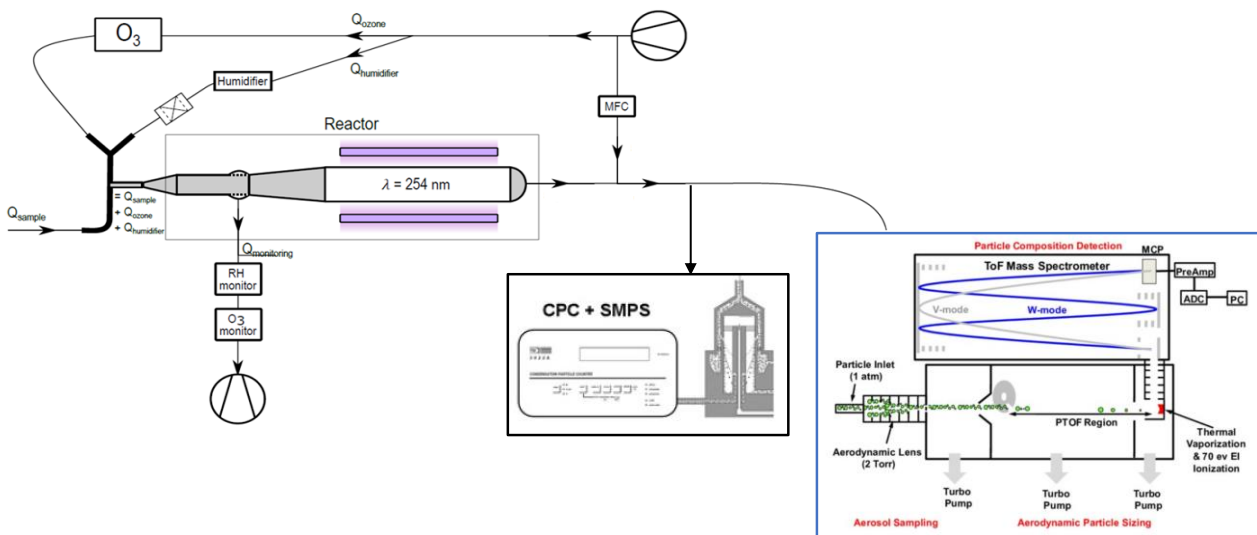 O3
Qozone
Qhumidifier
Humidifier
MFC
Reactor
λ = 254 nm
Qsample
= Qsample
+ Qozone
+ Qhumidifier
Qmonitoring
RH
monitor
O3
monitor
CPC + SMPS
CONDENSATION PARTICLE COUNTER
Particle Composition Detection
MCP
ToF Mass Spectrometer
PreAmp
ADC
PC
V-mode
W-mode
Particle Inlet
(1 atm)
Aerodynamic Lens
(2 Torr)
PTOF Region
Thermal
Vaporization
& 70 ev EI
Ionization
Turbo
Pump
Turbo
Pump
Turbo
Pump
Aerosol Sampling
Aerodynamic Particle Sizing